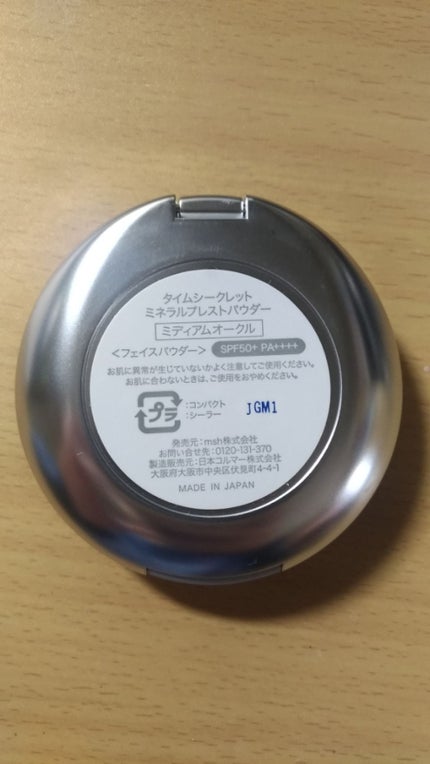 タイムシークレット
ミネラルプレストパウダー
ミディアムオークル
＜フェイスパウダー＞ SPF50+ PA++++
お肌に異常が生じていないかよく注意してご使用ください。
お肌に合わないときは、ご使用をおやめください。
プラ :コンパクト
:シーラー
JGM1
発売元:msh株式会社
お問い合せ先:0120-131-370
製造販売元:日本コルマー株式会社
大阪府大阪市中央区伏見町4-4-1
MADE IN JAPAN